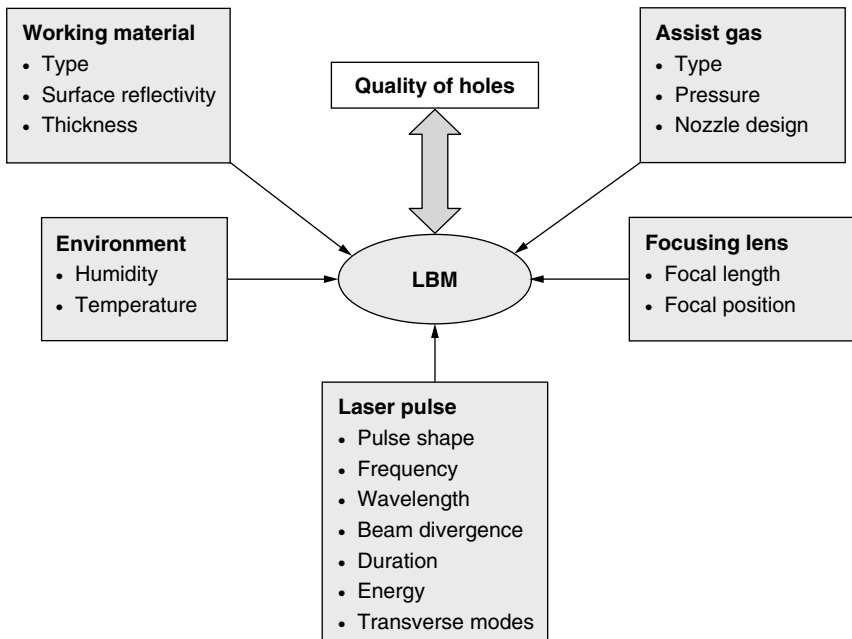 Working material
• Type
• Surface reflectivity
• Thickness
Quality of holes
Assist gas
• Type
• Pressure
• Nozzle design
Environment
• Humidity
• Temperature
LBM
Focusing lens
• Focal length
• Focal position
Laser pulse
• Pulse shape
• Frequency
• Wavelength
• Beam divergence
• Duration
• Energy
• Transverse modes